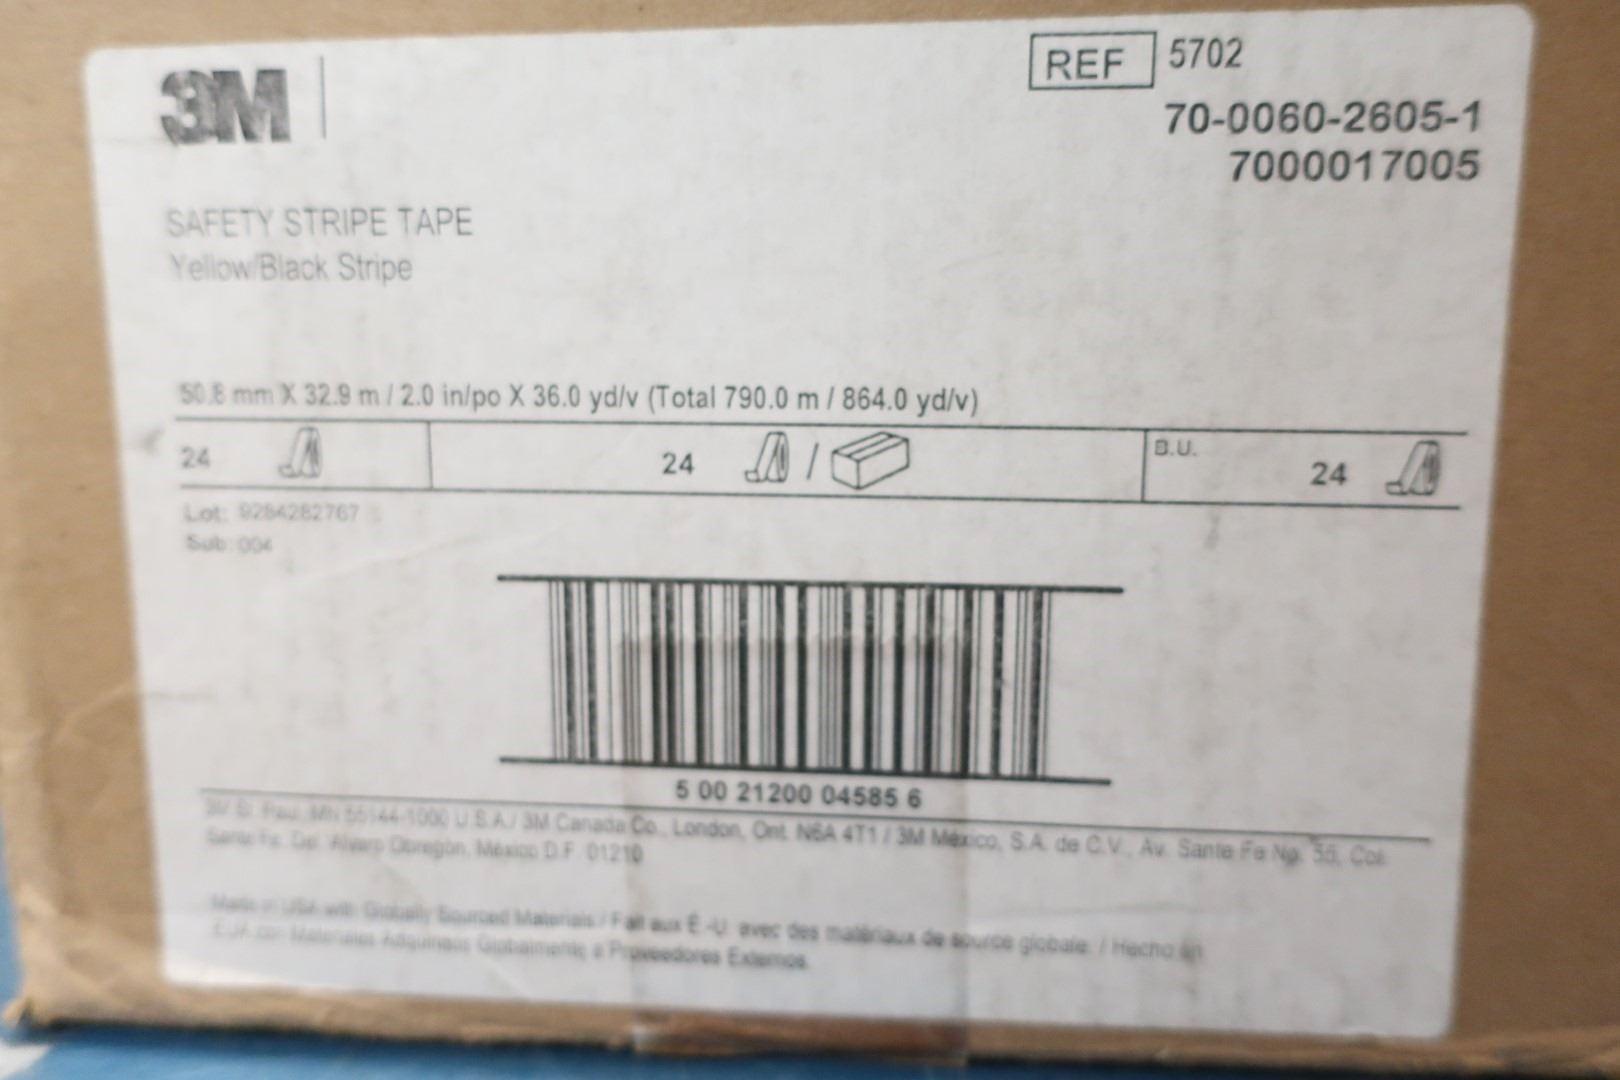 3M
REF 5702
70-0060-2605-1
7000017005
SAFETY STRIPE TAPE
Yellow/Black Stripe
50.8 mm X 32.9 m / 2.0 in/po X 36.0 yd/v (Total 790.0 m / 864.0 yd/v)
24 24 / B.U. 24
Lot: 9284282767
Sub: 004
5 00 21200 04585 6
3M St. Paul, MN 55144-1000 U.S.A./ 3M Canada Co., London, Ont. N6A 4T1 / 3M México, S.A. de C.V., Av. Santa Fe No. 55, Col.
Santa Fe, Del. Alvaro Obregón, México D.F. 01210
Made in USA with Globally Sourced Materials / Fait aux É.-U. avec des matériaux de source globale. / Hecho en
EUA con Materiales Adquiridos Globalmente a Proveedores Externos.